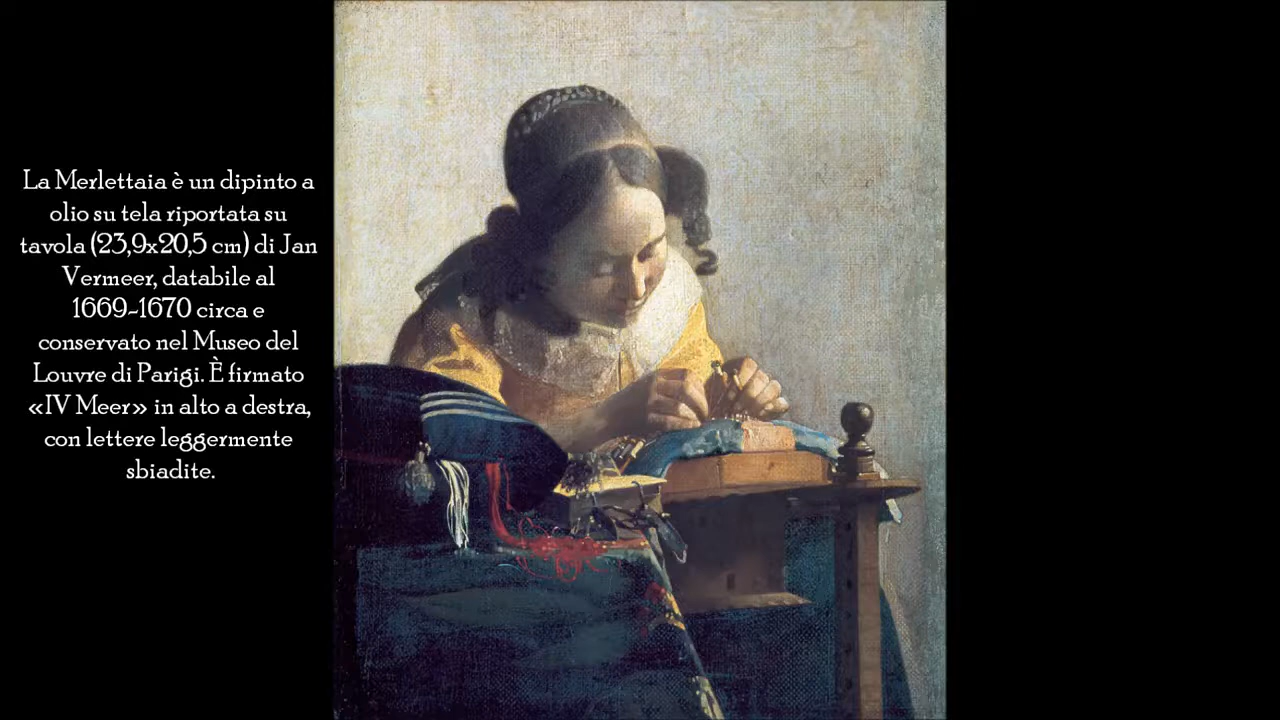 La Merlettaia è un dipinto a
olio su tela riportata su
tavola (23,9x20,5 cm) di Jan
Vermeer, databile al
1669-1670 circa e
conservato nel Museo del
Louvre di Parigi. È firmato
«IV Meer» in alto a destra,
con lettere leggermente
sbiadite.